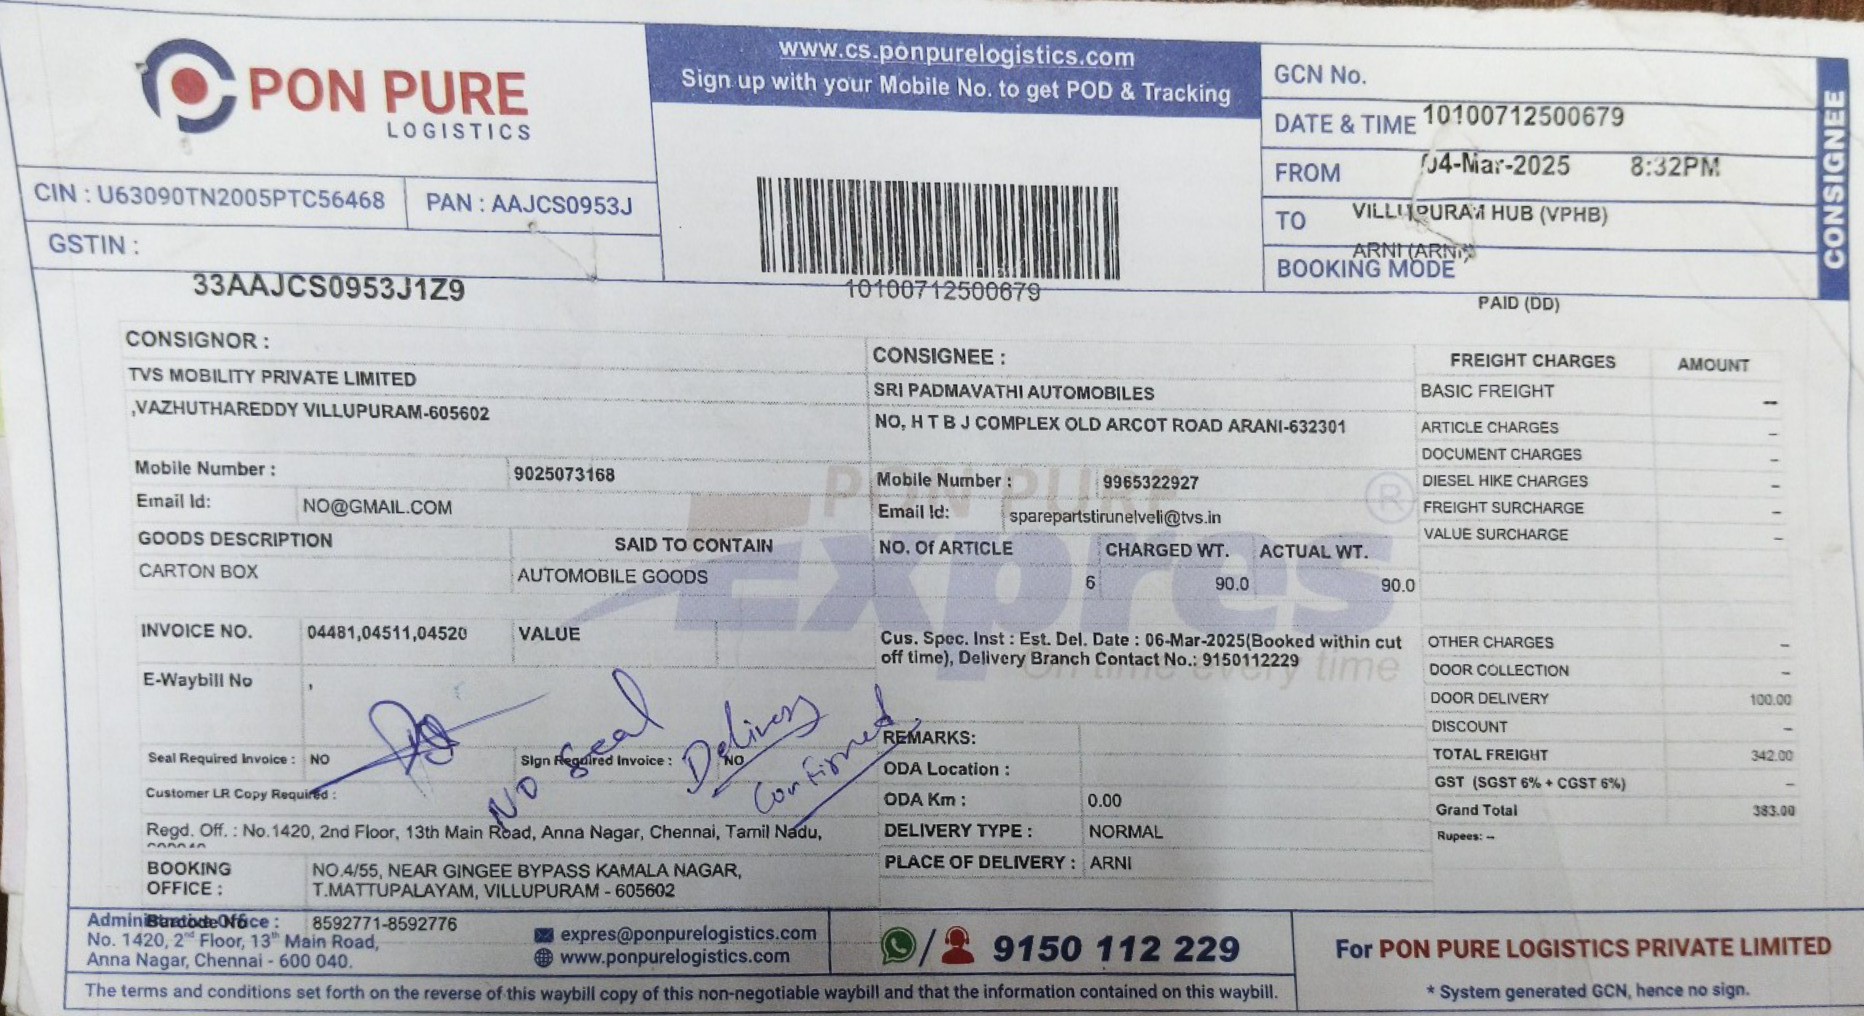 PON PURE
LOGISTICS
www.cs.ponpurelogistics.com
Sign up with your Mobile No. to get POD & Tracking
CIN : U63090TN2005PTC56468
PAN : AAJCS0953J
GSTIN :
33AAJCS0953J1Z9
10100712500679
GCN No.
10100712500679
DATE & TIME
04-Mar-2025 8:32PM
FROM
VILLUPURAM HUB (VPHB)
TO
ARNI (ARNI)
BOOKING MODE
PAID (DD)
CONSIGNEE
CONSIGNOR :
TVS MOBILITY PRIVATE LIMITED
,VAZHUTHAREDDY VILLUPURAM-605602
Mobile Number : 9025073168
Email Id: NO@GMAIL.COM
CONSIGNEE :
SRI PADMAVATHI AUTOMOBILES
NO, H T B J COMPLEX OLD ARCOT ROAD ARANI-632301
Mobile Number : 9965322927
Email Id: sparepartstirunelveli@tvs.in
PON PURE
Expres ®
On time every time
GOODS DESCRIPTION SAID TO CONTAIN
CARTON BOX AUTOMOBILE GOODS
NO. Of ARTICLE CHARGED WT. ACTUAL WT.
6 90.0 90.0
INVOICE NO. 04481,04511,04520 VALUE
E-Waybill No ,
Cus. Spec. Inst : Est. Del. Date : 06-Mar-2025(Booked within cut
off time), Delivery Branch Contact No.: 9150112229
Seal Required Invoice : NO Sign Required Invoice : NO
Customer LR Copy Required :
NO Seal
Delivery
Confirmed
REMARKS:
ODA Location :
ODA Km : 0.00
DELIVERY TYPE : NORMAL
PLACE OF DELIVERY : ARNI
Regd. Off. : No.1420, 2nd Floor, 13th Main Road, Anna Nagar, Chennai, Tamil Nadu,
BOOKING OFFICE :
NO.4/55, NEAR GINGEE BYPASS KAMALA NAGAR,
T.MATTUPALAYAM, VILLUPURAM - 605602
FREIGHT CHARGES AMOUNT
BASIC FREIGHT --
ARTICLE CHARGES --
DOCUMENT CHARGES --
DIESEL HIKE CHARGES --
FREIGHT SURCHARGE --
VALUE SURCHARGE --
OTHER CHARGES --
DOOR COLLECTION --
DOOR DELIVERY 100.00
DISCOUNT --
TOTAL FREIGHT 342.00
GST (SGST 6% + CGST 6%) --
Grand Total 383.00
Rupees: --
Administrative Office :
Barcode No
8592771-8592776
No. 1420, 2nd Floor, 13th Main Road,
Anna Nagar, Chennai - 600 040.
expres@ponpurelogistics.com
www.ponpurelogistics.com
/ 9150 112 229
For PON PURE LOGISTICS PRIVATE LIMITED
The terms and conditions set forth on the reverse of this waybill copy of this non-negotiable waybill and that the information contained on this waybill.
* System generated GCN, hence no sign.